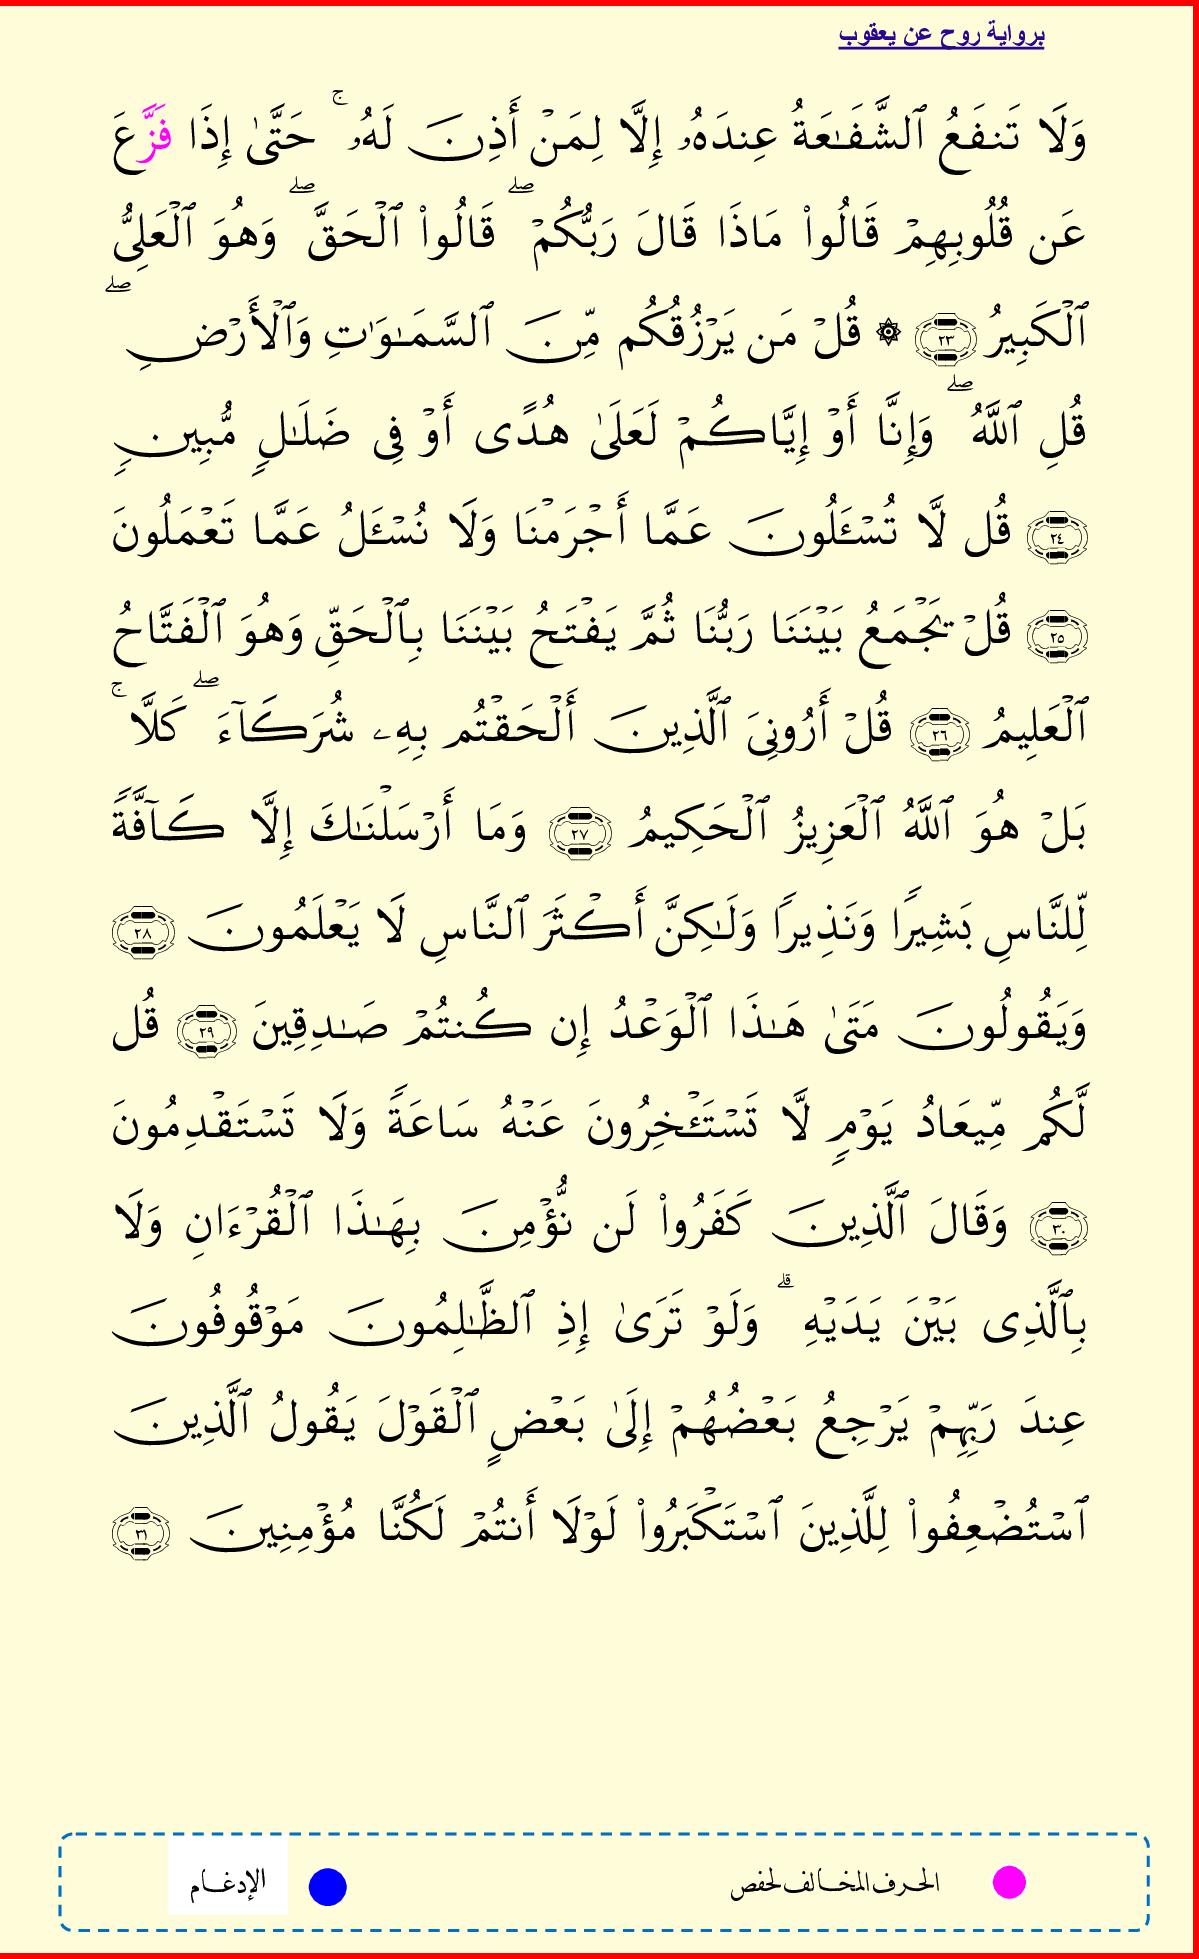 برواية روح عن يعقوب
وَلَا تَنفَعُ ٱلشَّفَـٰعَةُ عِندَهُۥ إِلَّا لِمَنْ أَذِنَ لَهُۥ ۚ حَتَّىٰ إِذَا فَزَّعَ
عَن قُلُوبِهِمْ قَالُوا۟ مَاذَا قَالَ رَبُّكُمْ ۖ قَالُوا۟ ٱلْحَقَّ ۖ وَهُوَ ٱلْعَلِىُّ
ٱلْكَبِيرُ ٢٣ ۞ قُلْ مَن يَرْزُقُكُم مِّنَ ٱلسَّمَـٰوَٰتِ وَٱلْأَرْضِ ۖ
قُلِ ٱللَّهُ ۖ وَإِنَّا أَوْ إِيَّاكُمْ لَعَلَىٰ هُدًى أَوْ فِى ضَلَـٰلٍ مُّبِينٍ
٢٤ قُل لَّا تُسْـَٔلُونَ عَمَّا أَجْرَمْنَا وَلَا نُسْـَٔلُ عَمَّا تَعْمَلُونَ
٢٥ قُلْ يَجْمَعُ بَيْنَنَا رَبُّنَا ثُمَّ يَفْتَحُ بَيْنَنَا بِٱلْحَقِّ وَهُوَ ٱلْفَتَّاحُ
ٱلْعَلِيمُ ٢٦ قُلْ أَرُونِىَ ٱلَّذِينَ أَلْحَقْتُم بِهِۦ شُرَكَآءَ ۖ كَلَّا ۚ
بَلْ هُوَ ٱللَّهُ ٱلْعَزِيزُ ٱلْحَكِيمُ ٢٧ وَمَا أَرْسَلْنَـٰكَ إِلَّا كَآفَّةً
لِّلنَّاسِ بَشِيرًا وَنَذِيرًا وَلَـٰكِنَّ أَكْثَرَ ٱلنَّاسِ لَا يَعْلَمُونَ ٢٨
وَيَقُولُونَ مَتَىٰ هَـٰذَا ٱلْوَعْدُ إِن كُنتُمْ صَـٰدِقِينَ ٢٩ قُل
لَّكُم مِّيعَادُ يَوْمٍ لَّا تَسْتَـْٔخِرُونَ عَنْهُ سَاعَةً وَلَا تَسْتَقْدِمُونَ
٣٠ وَقَالَ ٱلَّذِينَ كَفَرُوا۟ لَن نُّؤْمِنَ بِهَـٰذَا ٱلْقُرْءَانِ وَلَا
بِٱلَّذِى بَيْنَ يَدَيْهِ ۗ وَلَوْ تَرَىٰ إِذِ ٱلظَّـٰلِمُونَ مَوْقُوفُونَ
عِندَ رَبِّهِمْ يَرْجِعُ بَعْضُهُمْ إِلَىٰ بَعْضٍ ٱلْقَوْلَ يَقُولُ ٱلَّذِينَ
ٱسْتُضْعِفُوا۟ لِلَّذِينَ ٱسْتَكْبَرُوا۟ لَوْلَا أَنتُمْ لَكُنَّا مُؤْمِنِينَ ٣١
الحرف المخالف لحفص
الإدغام